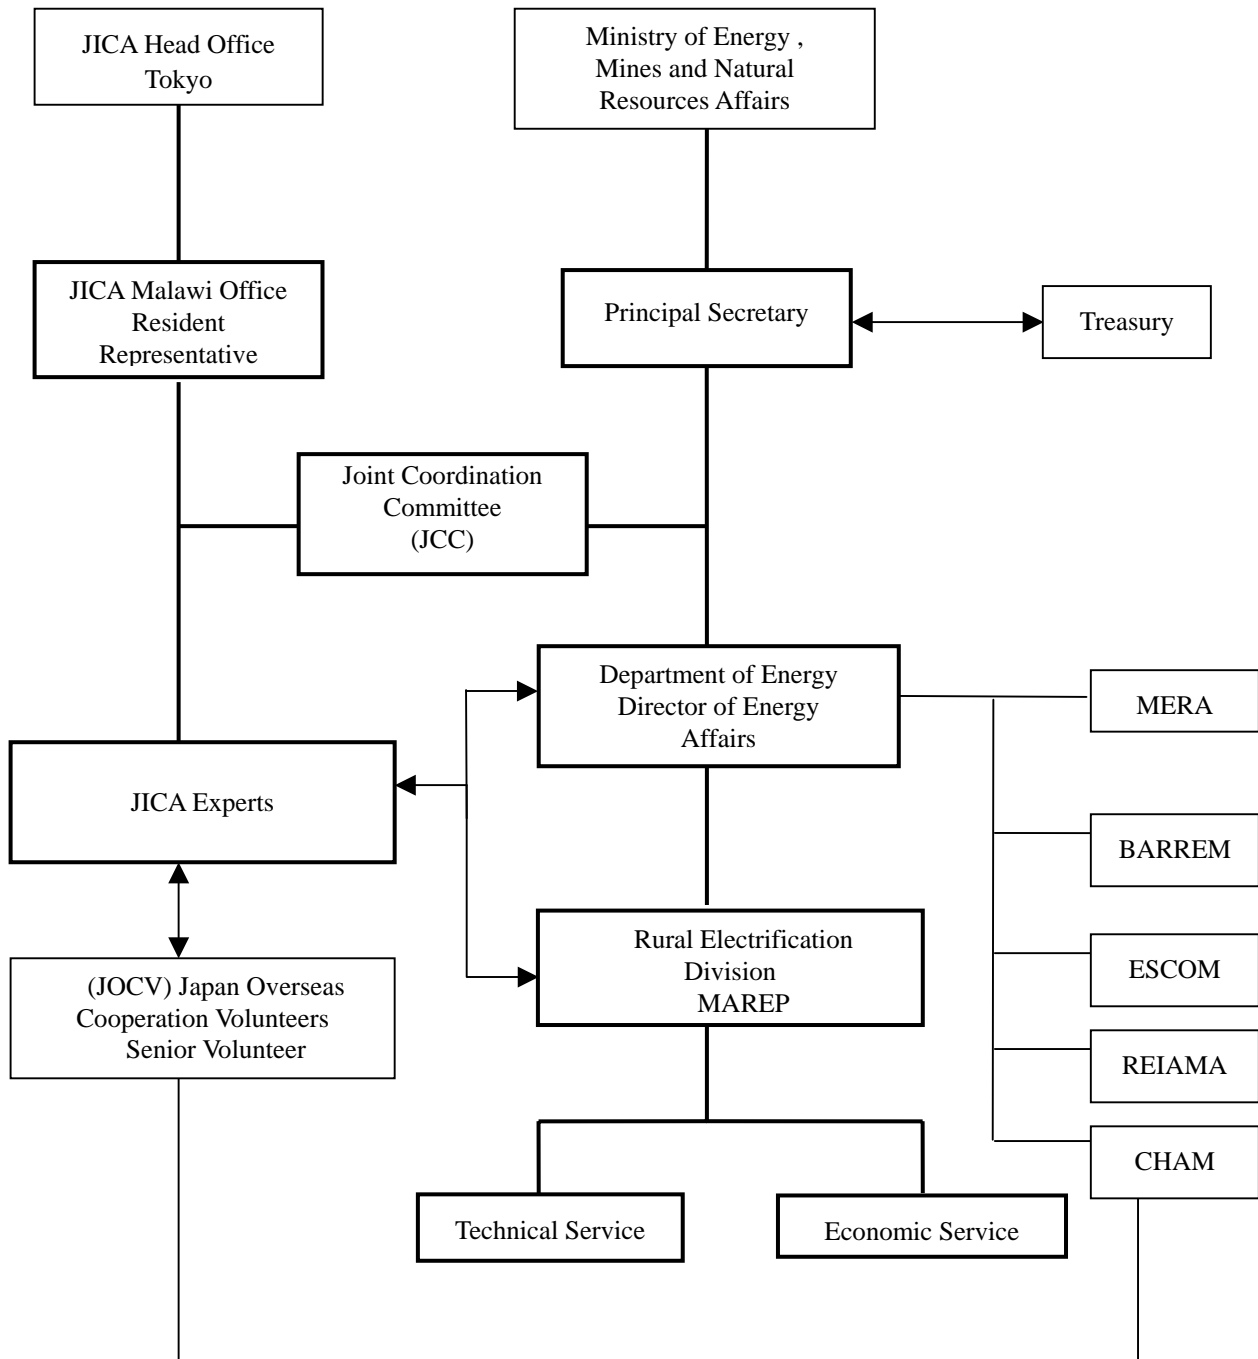 JICA Head Office
Tokyo
Ministry of Energy ,
Mines and Natural
Resources Affairs
JICA Malawi Office
Resident
Representative
Principal Secretary
Treasury
Joint Coordination
Committee
(JCC)
Department of Energy
Director of Energy
Affairs
MERA
JICA Experts
BARREM
Rural Electrification
Division
MAREP
ESCOM
(JOCV) Japan Overseas
Cooperation Volunteers
Senior Volunteer
REIAMA
CHAM
Technical Service
Economic Service